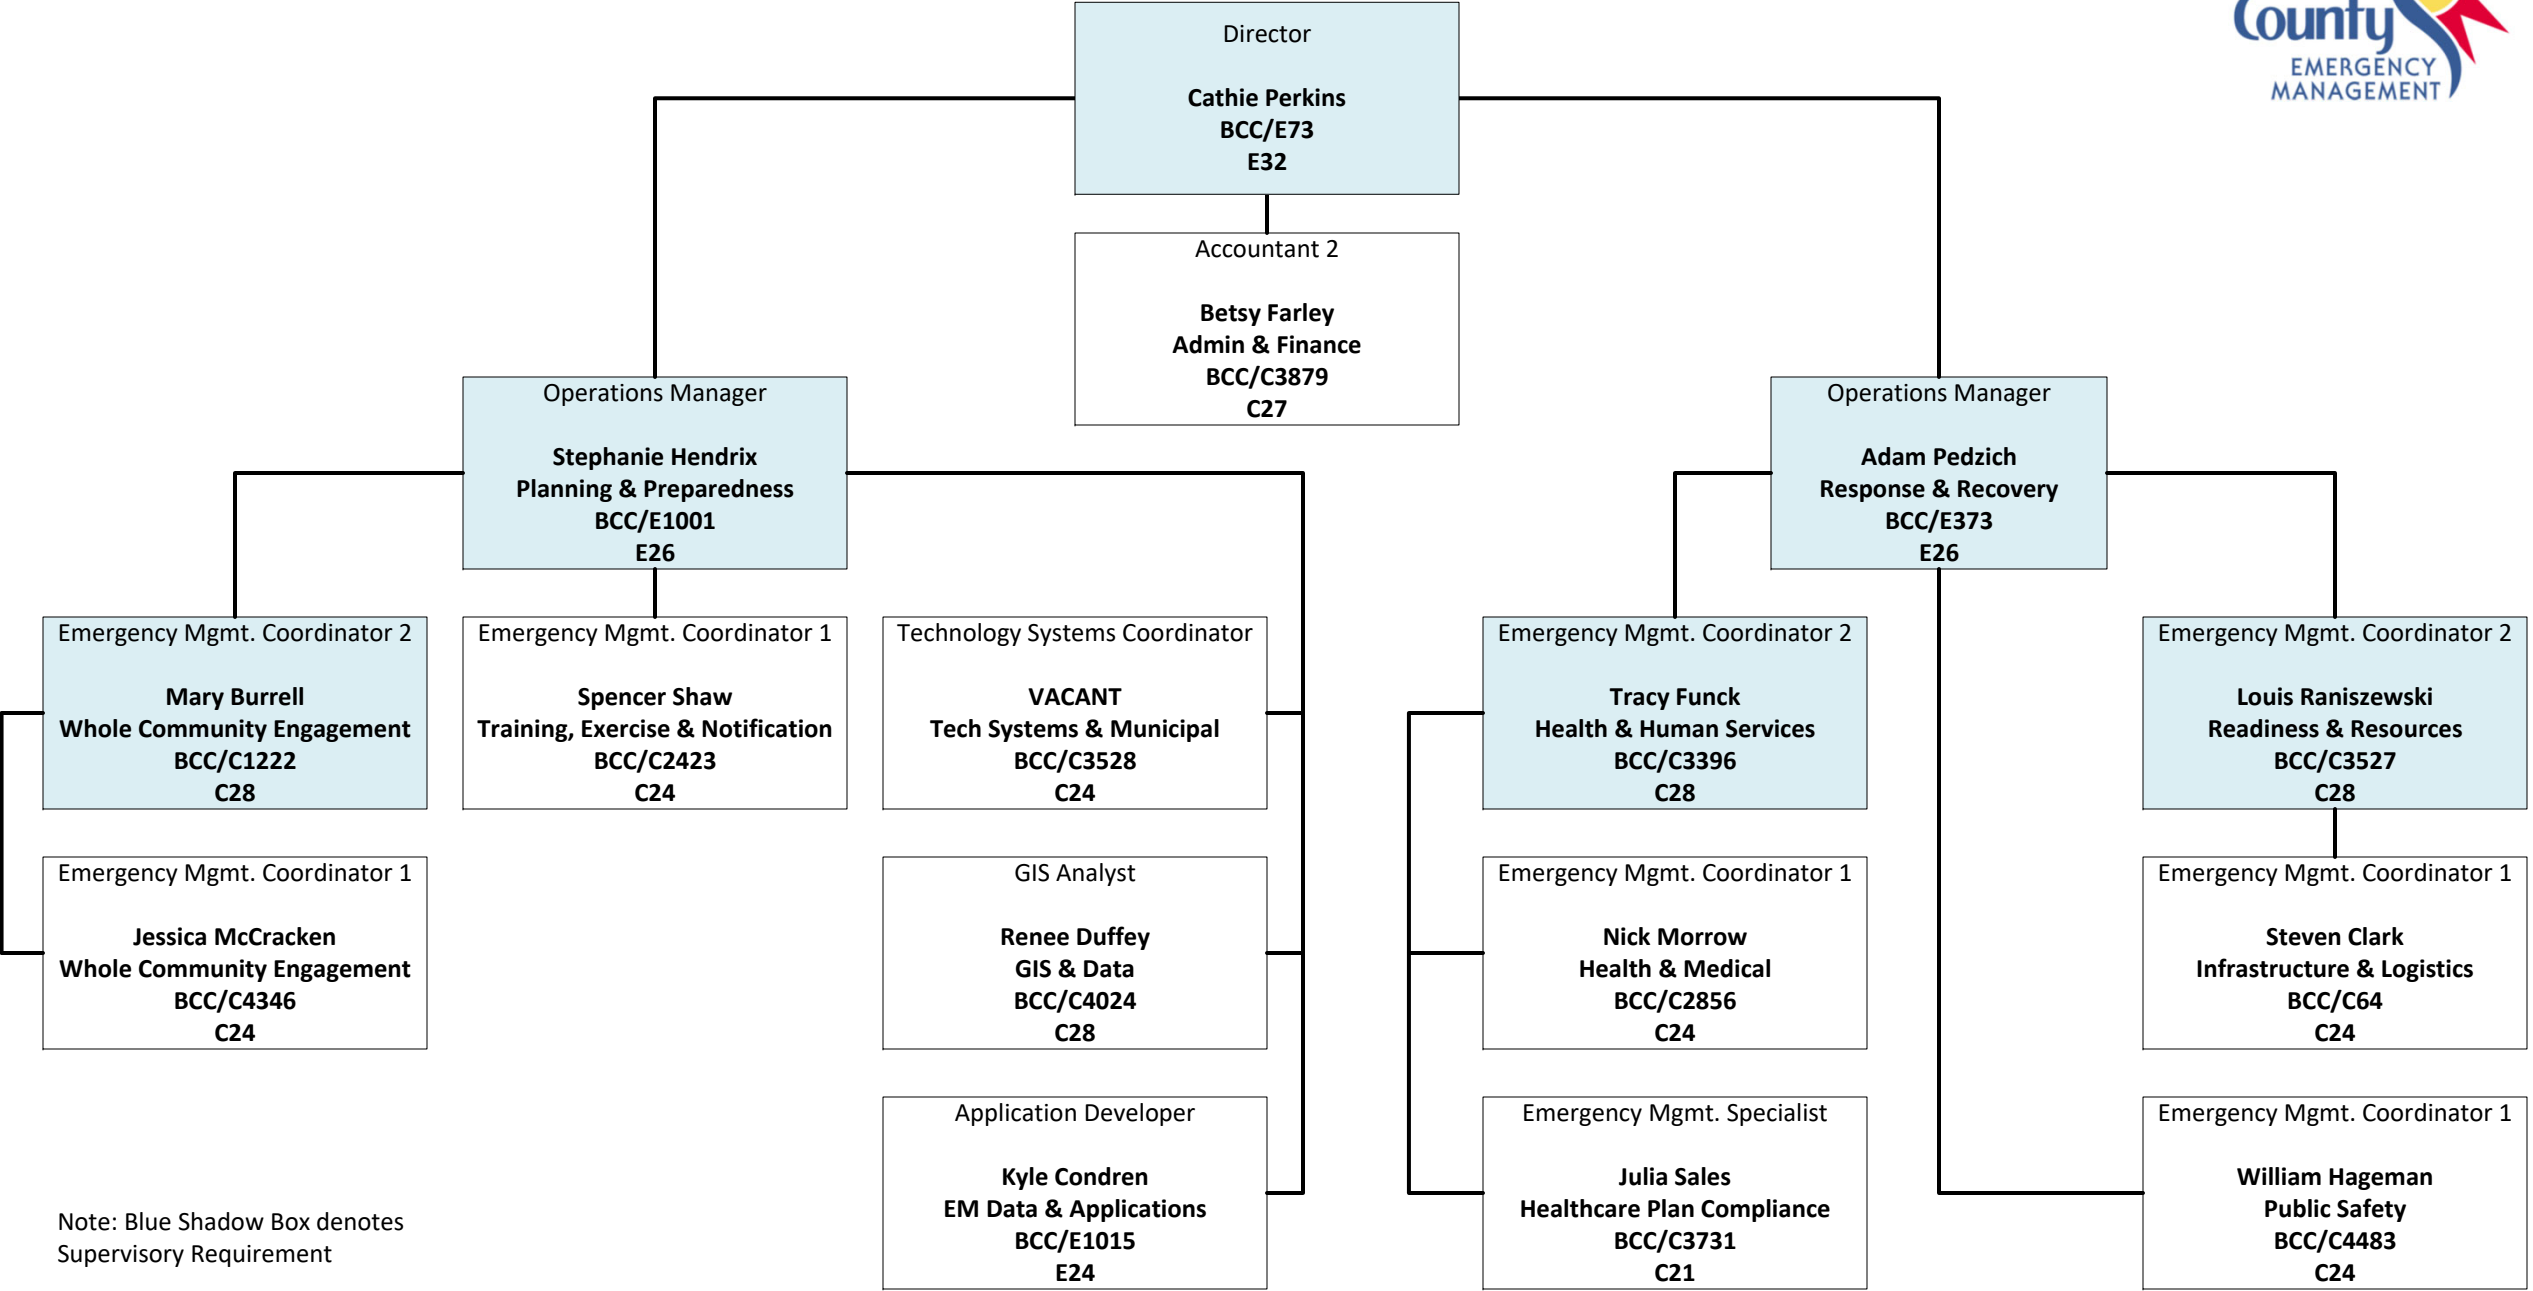 County
EMERGENCY
MANAGEMENT
Director
Cathie Perkins
BCC/E73
E32
Accountant 2
Betsy Farley
Admin & Finance
BCC/C3879
C27
Operations Manager
Stephanie Hendrix
Planning & Preparedness
BCC/E1001
E26
Operations Manager
Adam Pedzich
Response & Recovery
BCC/E373
E26
Emergency Mgmt. Coordinator 2
Mary Burrell
Whole Community Engagement
BCC/C1222
C28
Emergency Mgmt. Coordinator 1
Spencer Shaw
Training, Exercise & Notification
BCC/C2423
C24
Technology Systems Coordinator
VACANT
Tech Systems & Municipal
BCC/C3528
C24
Emergency Mgmt. Coordinator 2
Tracy Funck
Health & Human Services
BCC/C3396
C28
Emergency Mgmt. Coordinator 2
Louis Raniszewski
Readiness & Resources
BCC/C3527
C28
Emergency Mgmt. Coordinator 1
Jessica McCracken
Whole Community Engagement
BCC/C4346
C24
GIS Analyst
Renee Duffey
GIS & Data
BCC/C4024
C28
Emergency Mgmt. Coordinator 1
Nick Morrow
Health & Medical
BCC/C2856
C24
Emergency Mgmt. Coordinator 1
Steven Clark
Infrastructure & Logistics
BCC/C64
C24
Application Developer
Kyle Condren
EM Data & Applications
BCC/E1015
E24
Emergency Mgmt. Specialist
Julia Sales
Healthcare Plan Compliance
BCC/C3731
C21
Emergency Mgmt. Coordinator 1
William Hageman
Public Safety
BCC/C4483
C24
Note: Blue Shadow Box denotes
Supervisory Requirement